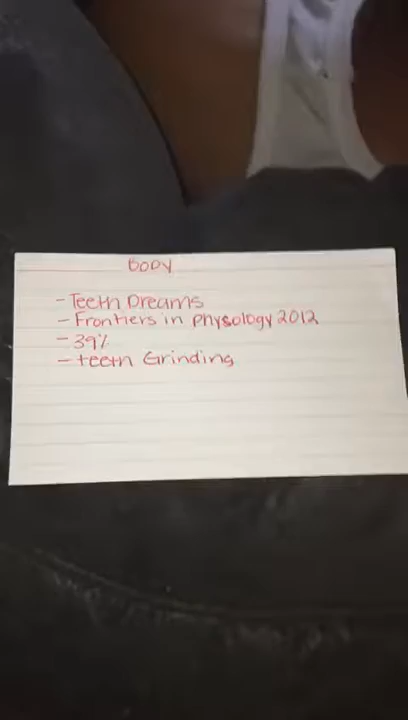 BODY
- Teeth Dreams
- Frontiers in Physology 2012
- 39%
- teeth Grinding